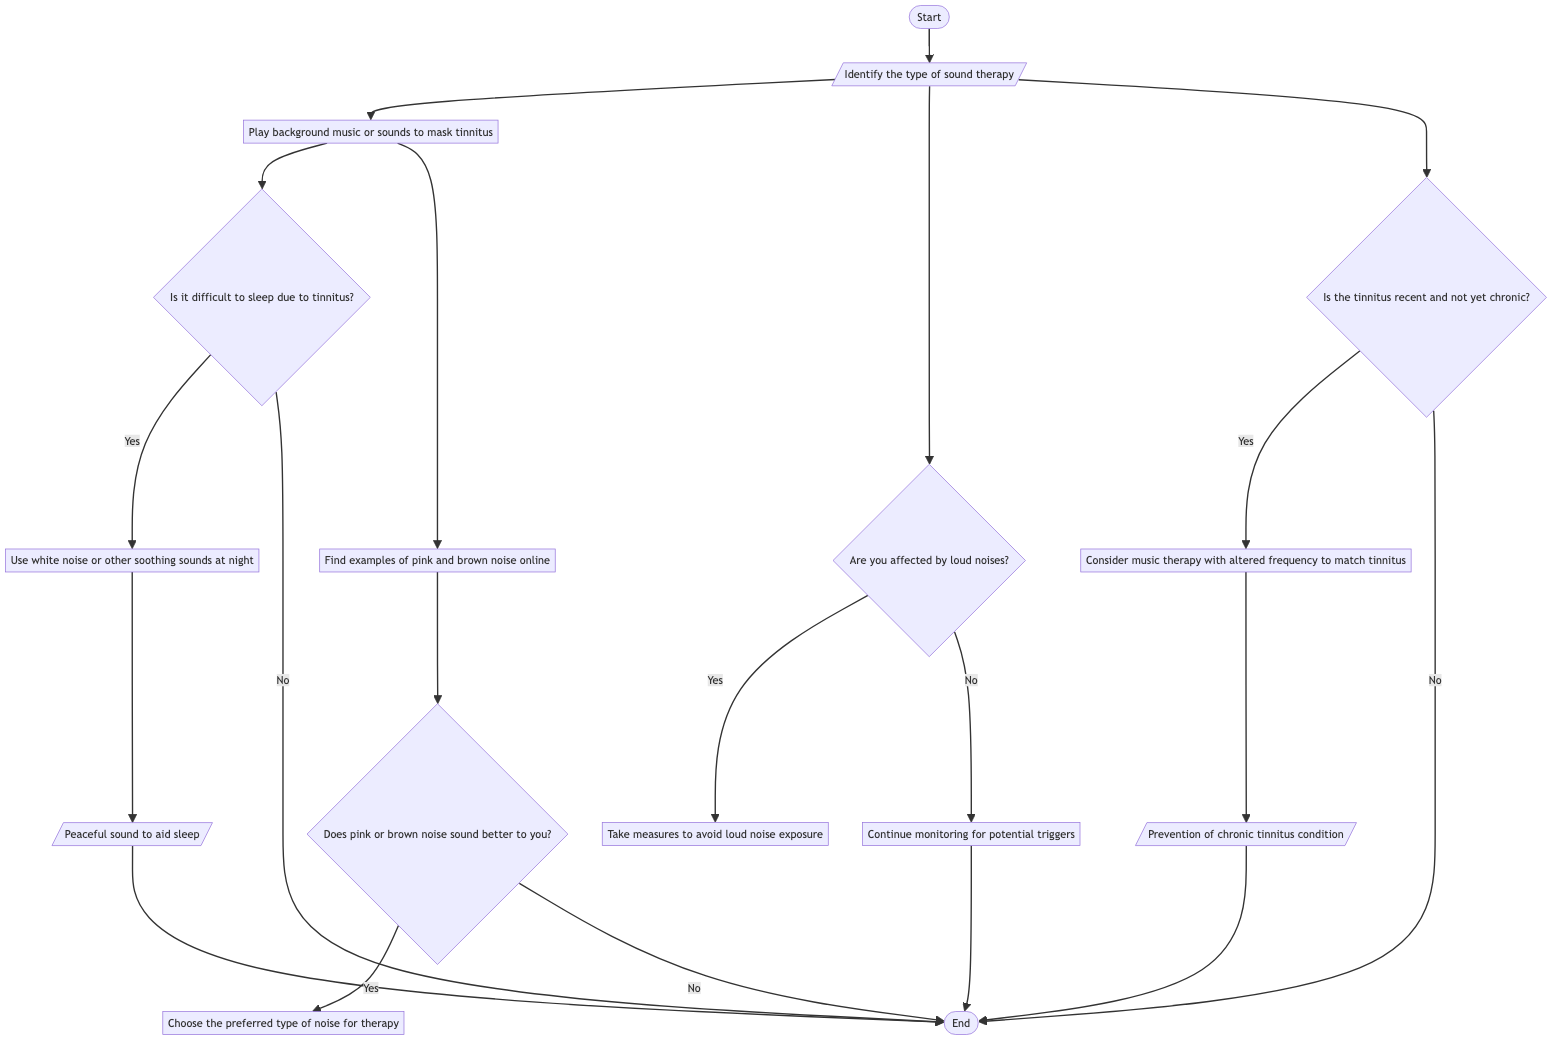 Start
Identify the type of sound therapy
Play background music or sounds to mask tinnitus
Is it difficult to sleep due to tinnitus?
Is the tinnitus recent and not yet chronic?
Yes
Yes
Use white noise or other soothing sounds at night
Find examples of pink and brown noise online
Are you affected by loud noises?
Consider music therapy with altered frequency to match tinnitus
No
Yes
No
No
Peaceful sound to aid sleep
Does pink or brown noise sound better to you?
Take measures to avoid loud noise exposure
Continue monitoring for potential triggers
Prevention of chronic tinnitus condition
Yes
No
Choose the preferred type of noise for therapy
End